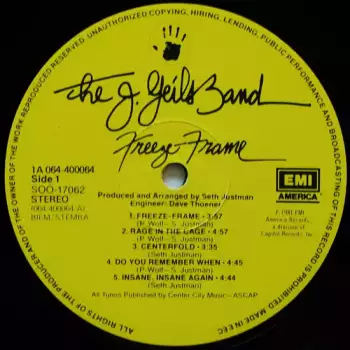 ALL RIGHTS OF THE PRODUCER AND OF THE OWNER OF THE WORK REPRODUCED RESERVED. UNAUTHORIZED COPYING, HIRING, LENDING, PUBLIC PERFORMANCE AND BROADCASTING OF THIS RECORD IS PROHIBITED. MADE IN EEC
The J. Geils Band
Freeze-Frame
1A 064-400064
Side 1
SOO-17062
STEREO
1A064-400064-A1
BIEM/STEMRA
Produced and Arranged by Seth Justman
Engineer: Dave Thoener
EMI
America
℗ 1981 EMI
America Records,
a division of
Capitol Records, Inc.
1. FREEZE-FRAME • 3:57
(P. Wolf - S. Justman)
2. RAGE IN THE CAGE • 4:57
(P. Wolf - S. Justman)
3. CENTERFOLD • 3:35
(Seth Justman)
4. DO YOU REMEMBER WHEN • 4:45
(P. Wolf - S. Justman)
5. INSANE, INSANE AGAIN • 4:44
(Seth Justman)
All Tunes Published by Center City Music - ASCAP